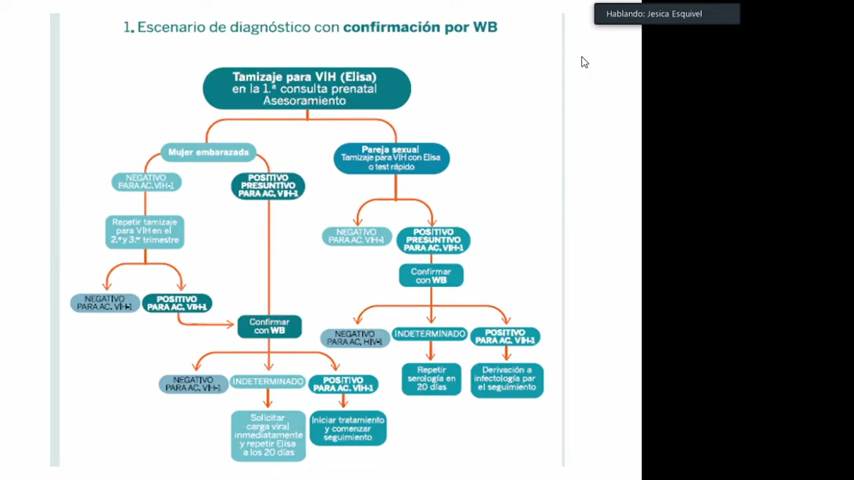 Hablando: Jesica Esquivel
1. Escenario de diagnóstico con confirmación por WB
Tamizaje para VIH (Elisa)
en la 1.ª consulta prenatal
Asesoramiento
Mujer embarazada
Pareja sexual
Tamizaje para VIH con Elisa
o test rápido
NEGATIVO
PARA AC. VIH-1
POSITIVO
PRESUNTIVO
PARA AC. VIH-1
Repetir tamizaje
para VIH en el
2.º y 3.er trimestre
NEGATIVO
PARA AC. VIH-1
POSITIVO
PRESUNTIVO
PARA AC. VIH-1
Confirmar
con WB
NEGATIVO
PARA AC. VIH-1
POSITIVO
PARA AC. VIH-1
Confirmar
con WB
NEGATIVO
PARA AC. HIV-1
INDETERMINADO
POSITIVO
PARA AC. VIH-1
NEGATIVO
PARA AC. VIH-1
INDETERMINADO
POSITIVO
PARA AC. VIH-1
Repetir
serología en
20 días
Derivación a
infectología par el
seguimiento
Solicitar
carga viral
inmediatamente
y repetir Elisa
a los 20 días
Iniciar tratamiento
y comenzar
seguimiento